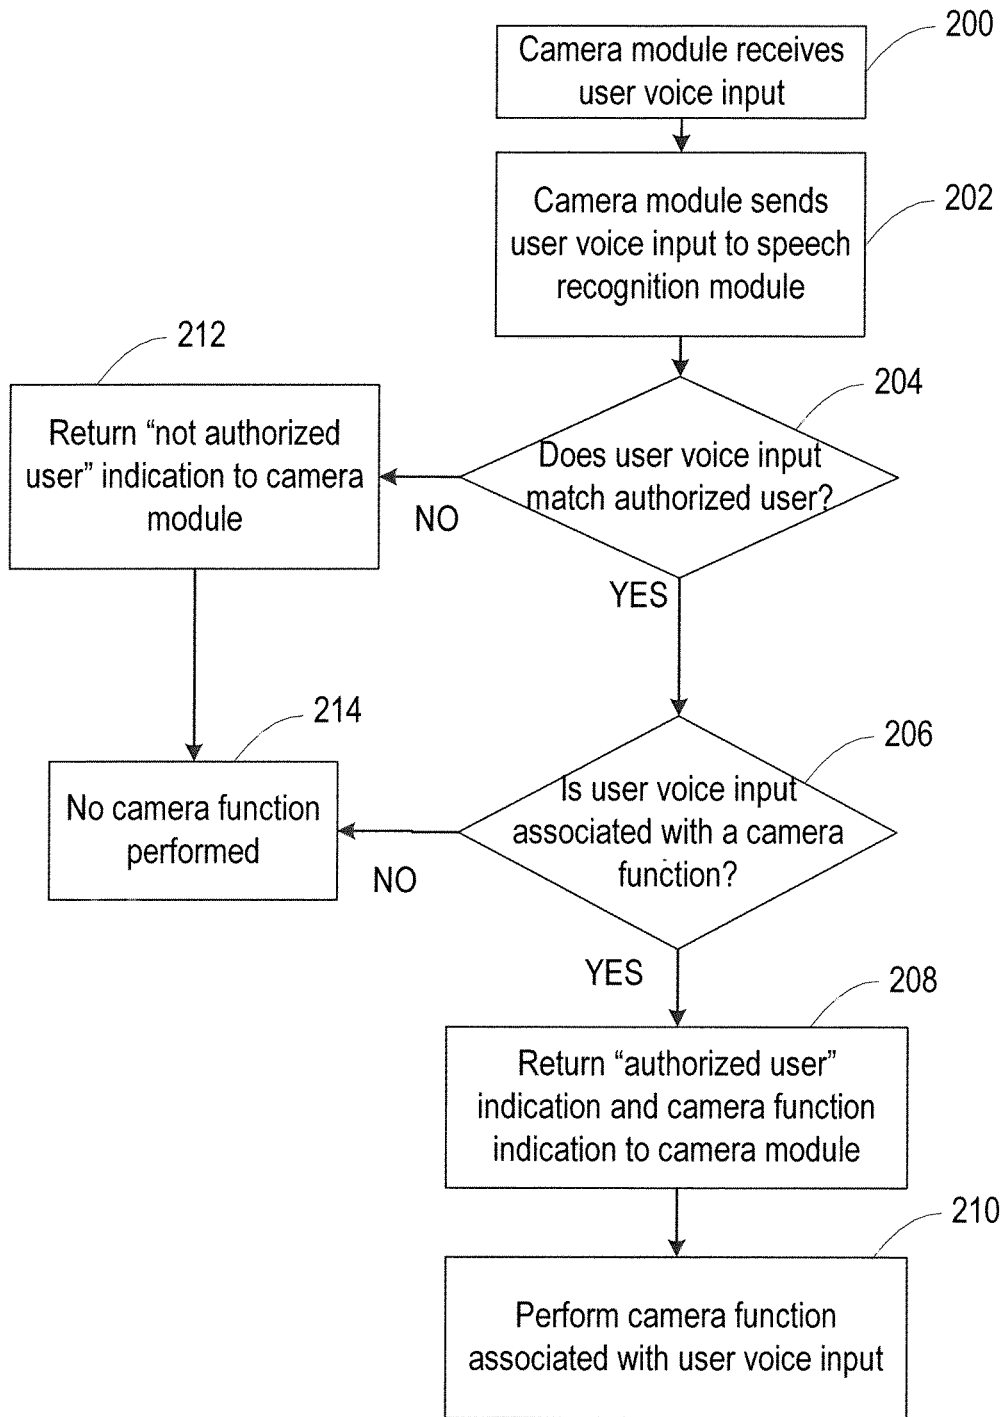 200
Camera module receives
user voice input
202
Camera module sends
user voice input to speech
recognition module
212
204
Return “not authorized
user” indication to camera
module
Does user voice input
match authorized user?
NO
YES
214
206
No camera function
performed
Is user voice input
associated with a camera
function?
NO
YES
208
Return “authorized user”
indication and camera function
indication to camera module
210
Perform camera function
associated with user voice input